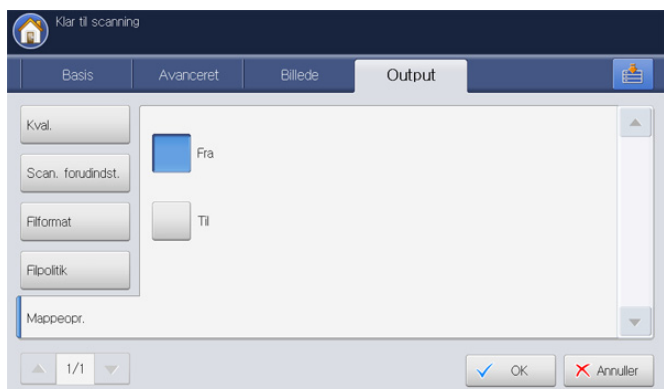 Klar til scanning
Basis
Avanceret
Billede
Output
Kval.
Fra
Scan. forudindst.
Til
Filformat
Filpolitik
Mappeopr.
1/1
OK
Annuller